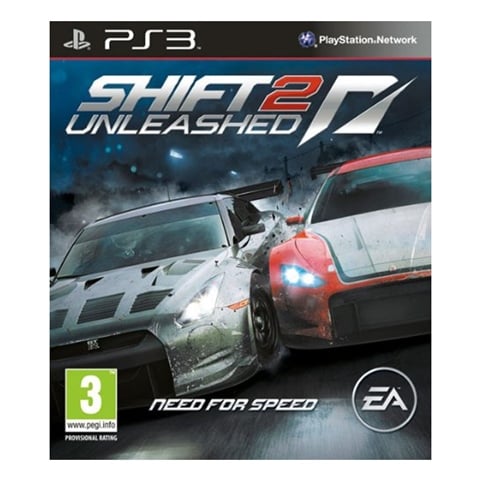 PS3
PlayStation®Network
SHIFT 2
UNLEASHED
3
www.pegi.info
PROVISIONAL RATING
NEED FOR SPEED
EA